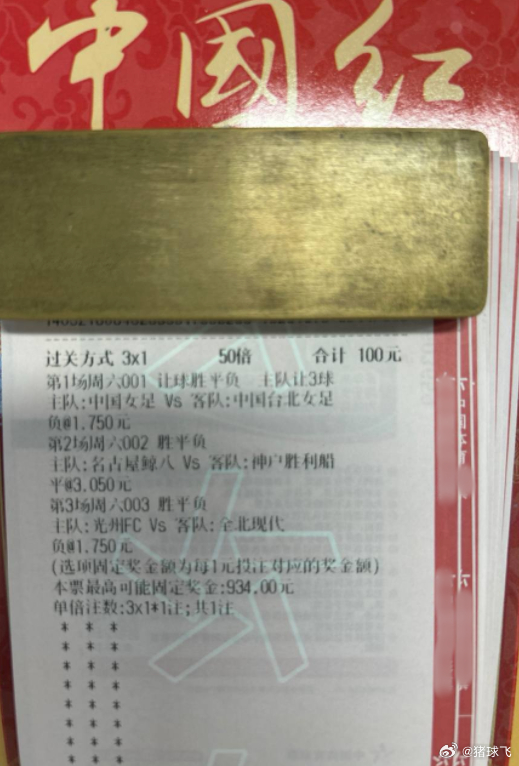 中國红
过关方式 3x1 50倍 合计 100元
第1场周六001 让球胜平负 主队让3球
主队:中国女足 Vs 客队:中国台北女足
负@1.750元
第2场周六002 胜平负
主队:名古屋鲸八 Vs 客队:神户胜利船
平@3.050元
第3场周六003 胜平负
主队:光州FC Vs 客队:全北现代
负@1.750元
(选项固定奖金额为每1元投注对应的奖金额)
本票最高可能固定奖金:934.00元
单倍注数:3x1*1注;共1注
* * *
* * *
* * *
* * *
* * *
* * *
* * *
* * *
* * *
@猪球飞